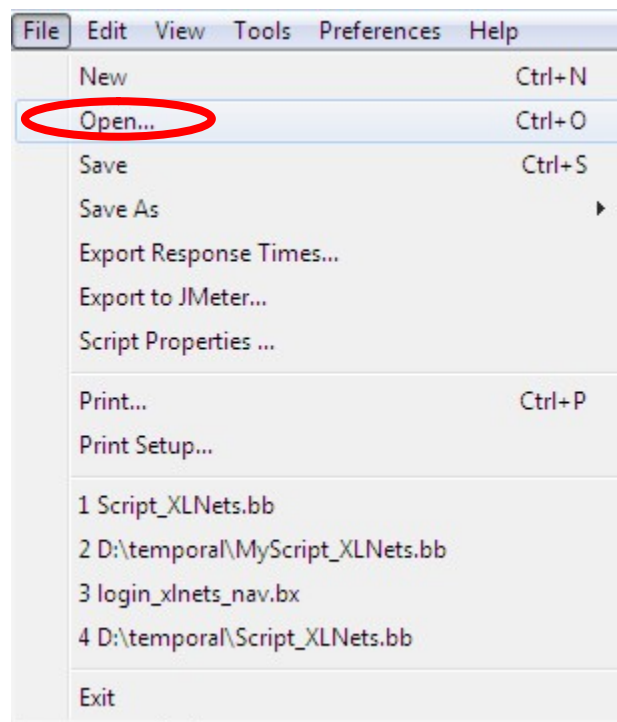 File Edit View Tools Preferences Help
New Ctrl+N
Open... Ctrl+O
Save Ctrl+S
Save As
Export Response Times...
Export to JMeter...
Script Properties ...
Print... Ctrl+P
Print Setup...
1 Script_XLNets.bb
2 D:\temporal\MyScript_XLNets.bb
3 login_xlnets_nav.bx
4 D:\temporal\Script_XLNets.bb
Exit